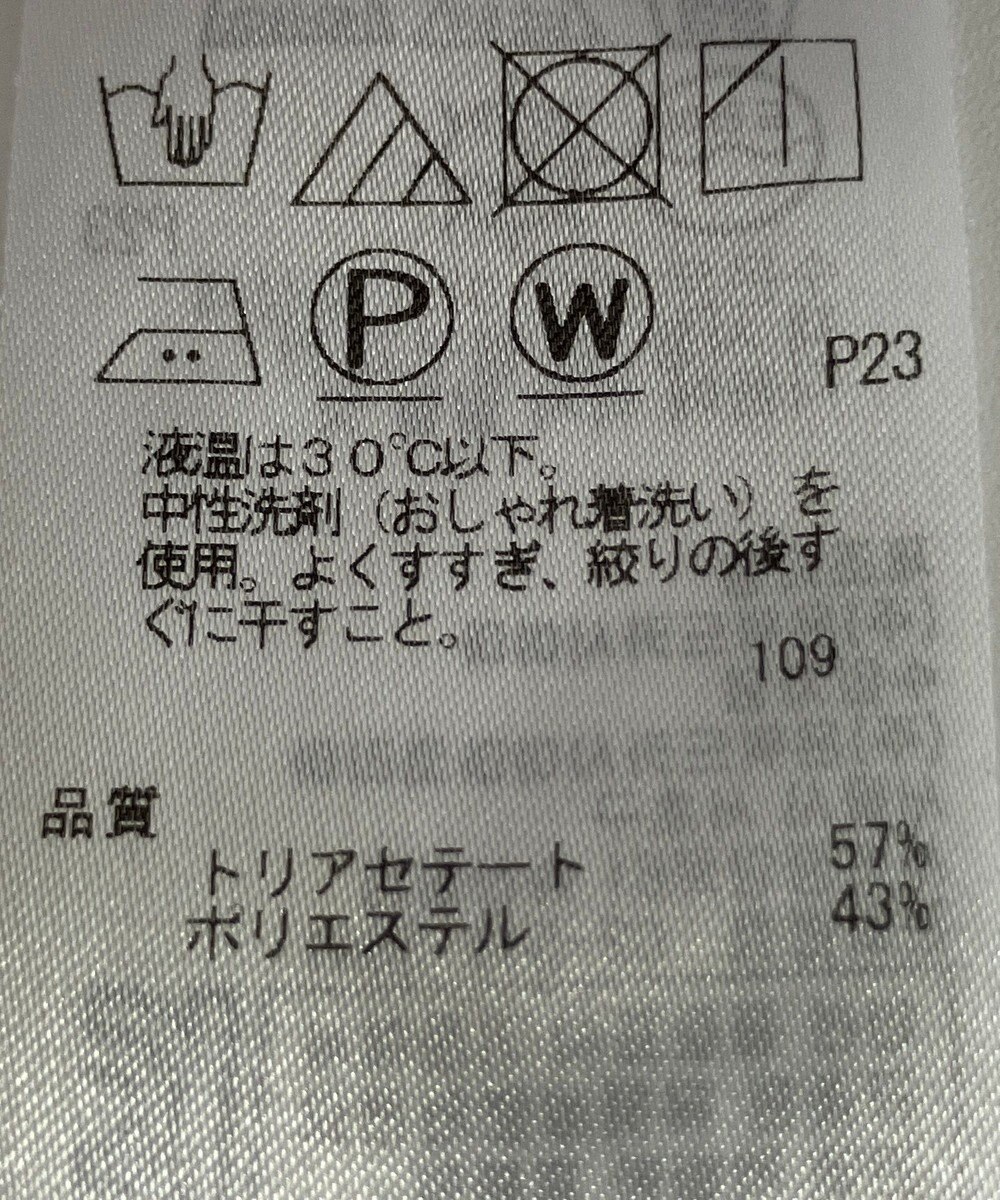 P W
P23
液温は30℃以下。
中性洗剤(おしゃれ着洗い)を
使用。よくすすぎ、絞りの後す
ぐに干すこと。
109
品質
トリアセテート 57%
ポリエステル 43%